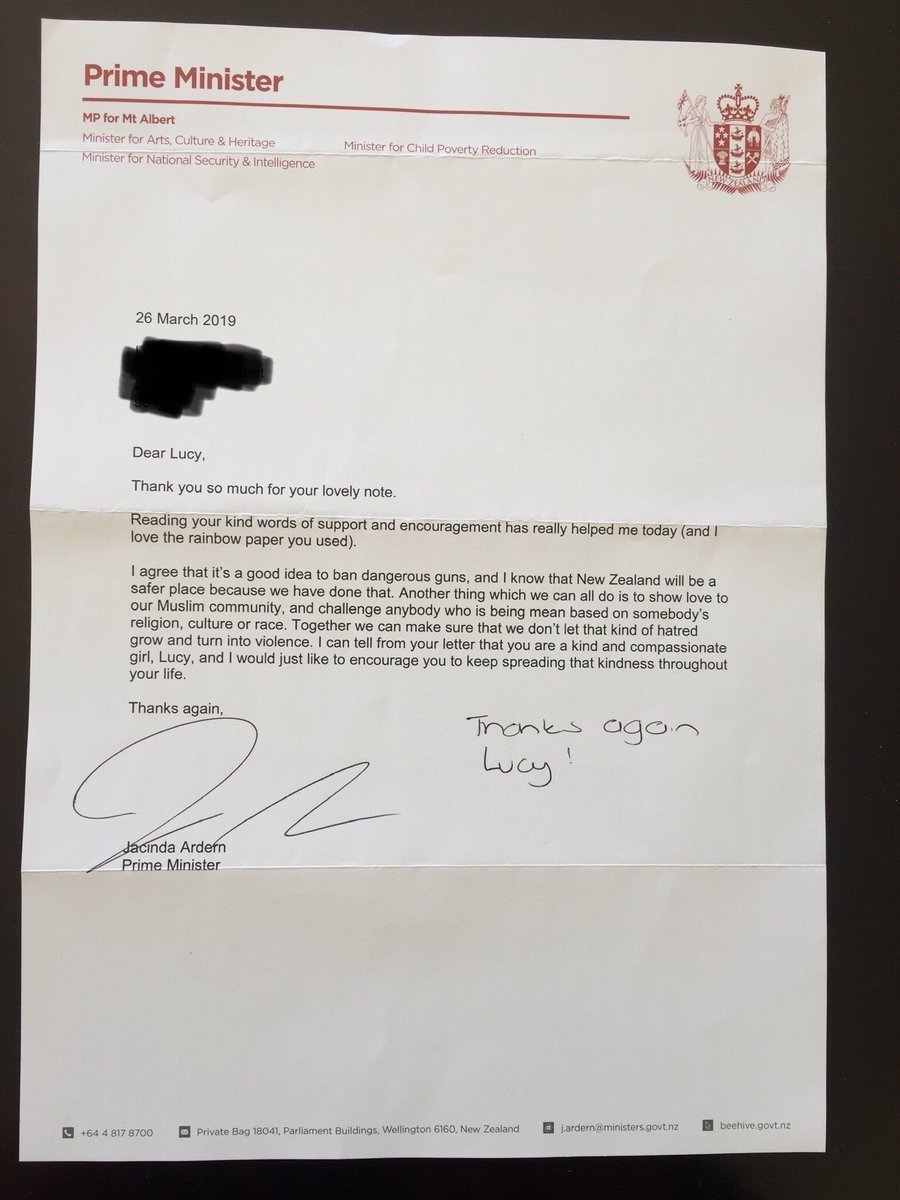 Prime Minister
MP for Mt Albert
Minister for Arts, Culture & Heritage
Minister for Child Poverty Reduction
Minister for National Security & Intelligence
NEW ZEALAND
26 March 2019
Dear Lucy,
Thank you so much for your lovely note.
Reading your kind words of support and encouragement has really helped me today (and I
love the rainbow paper you used).
I agree that it's a good idea to ban dangerous guns, and I know that New Zealand will be a
safer place because we have done that. Another thing which we can all do is to show love to
our Muslim community, and challenge anybody who is being mean based on somebody's
religion, culture or race. Together we can make sure that we don't let that kind of hatred
grow and turn into violence. I can tell from your letter that you are a kind and compassionate
girl, Lucy, and I would just like to encourage you to keep spreading that kindness throughout
your life.
Thanks again,
Thanks again
Lucy!
Jacinda Ardern
Prime Minister
+64 4 817 8700 Private Bag 18041, Parliament Buildings, Wellington 6160, New Zealand j.ardern@ministers.govt.nz beehive.govt.nz